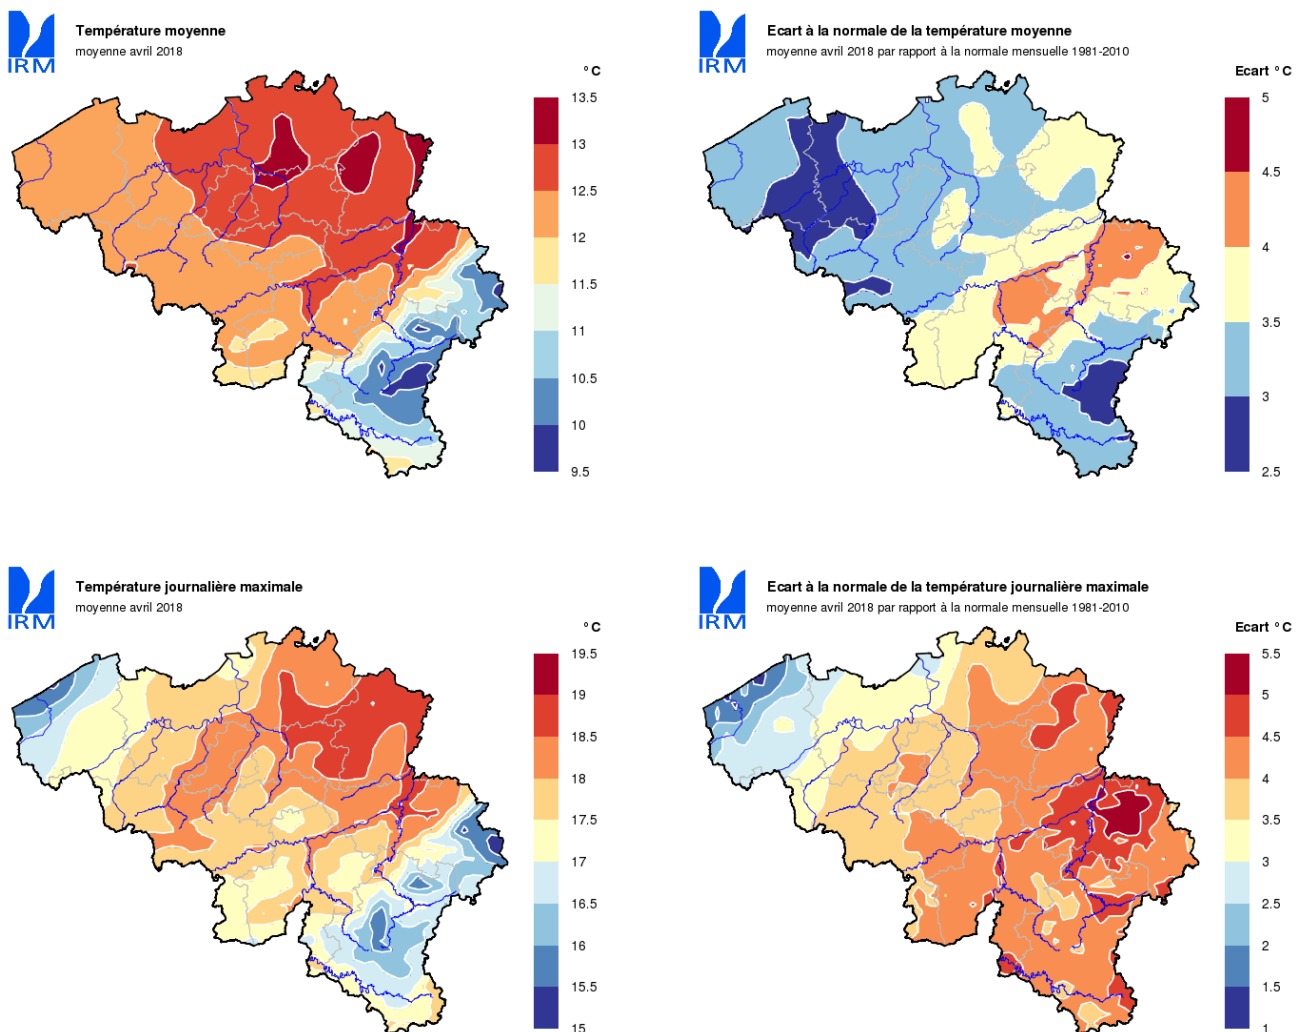 IRM
Température moyenne
moyenne avril 2018
°C
13.5
13
12.5
12
11.5
11
10.5
10
9.5
IRM
Ecart à la normale de la température moyenne
moyenne avril 2018 par rapport à la normale mensuelle 1981-2010
Ecart °C
5
4.5
4
3.5
3
2.5
IRM
Température journalière maximale
moyenne avril 2018
°C
19.5
19
18.5
18
17.5
17
16.5
16
15.5
15
IRM
Ecart à la normale de la température journalière maximale
moyenne avril 2018 par rapport à la normale mensuelle 1981-2010
Ecart °C
5.5
5
4.5
4
3.5
3
2.5
2
1.5
1